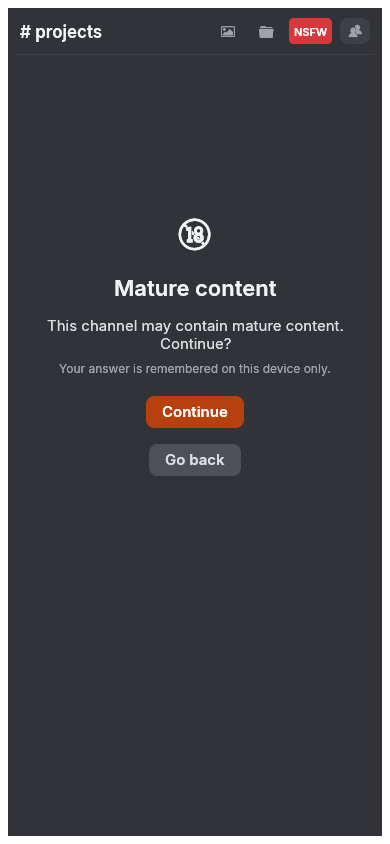 # projects
NSFW
18
Mature content
This channel may contain mature content.
Continue?
Your answer is remembered on this device only.
Continue
Go back